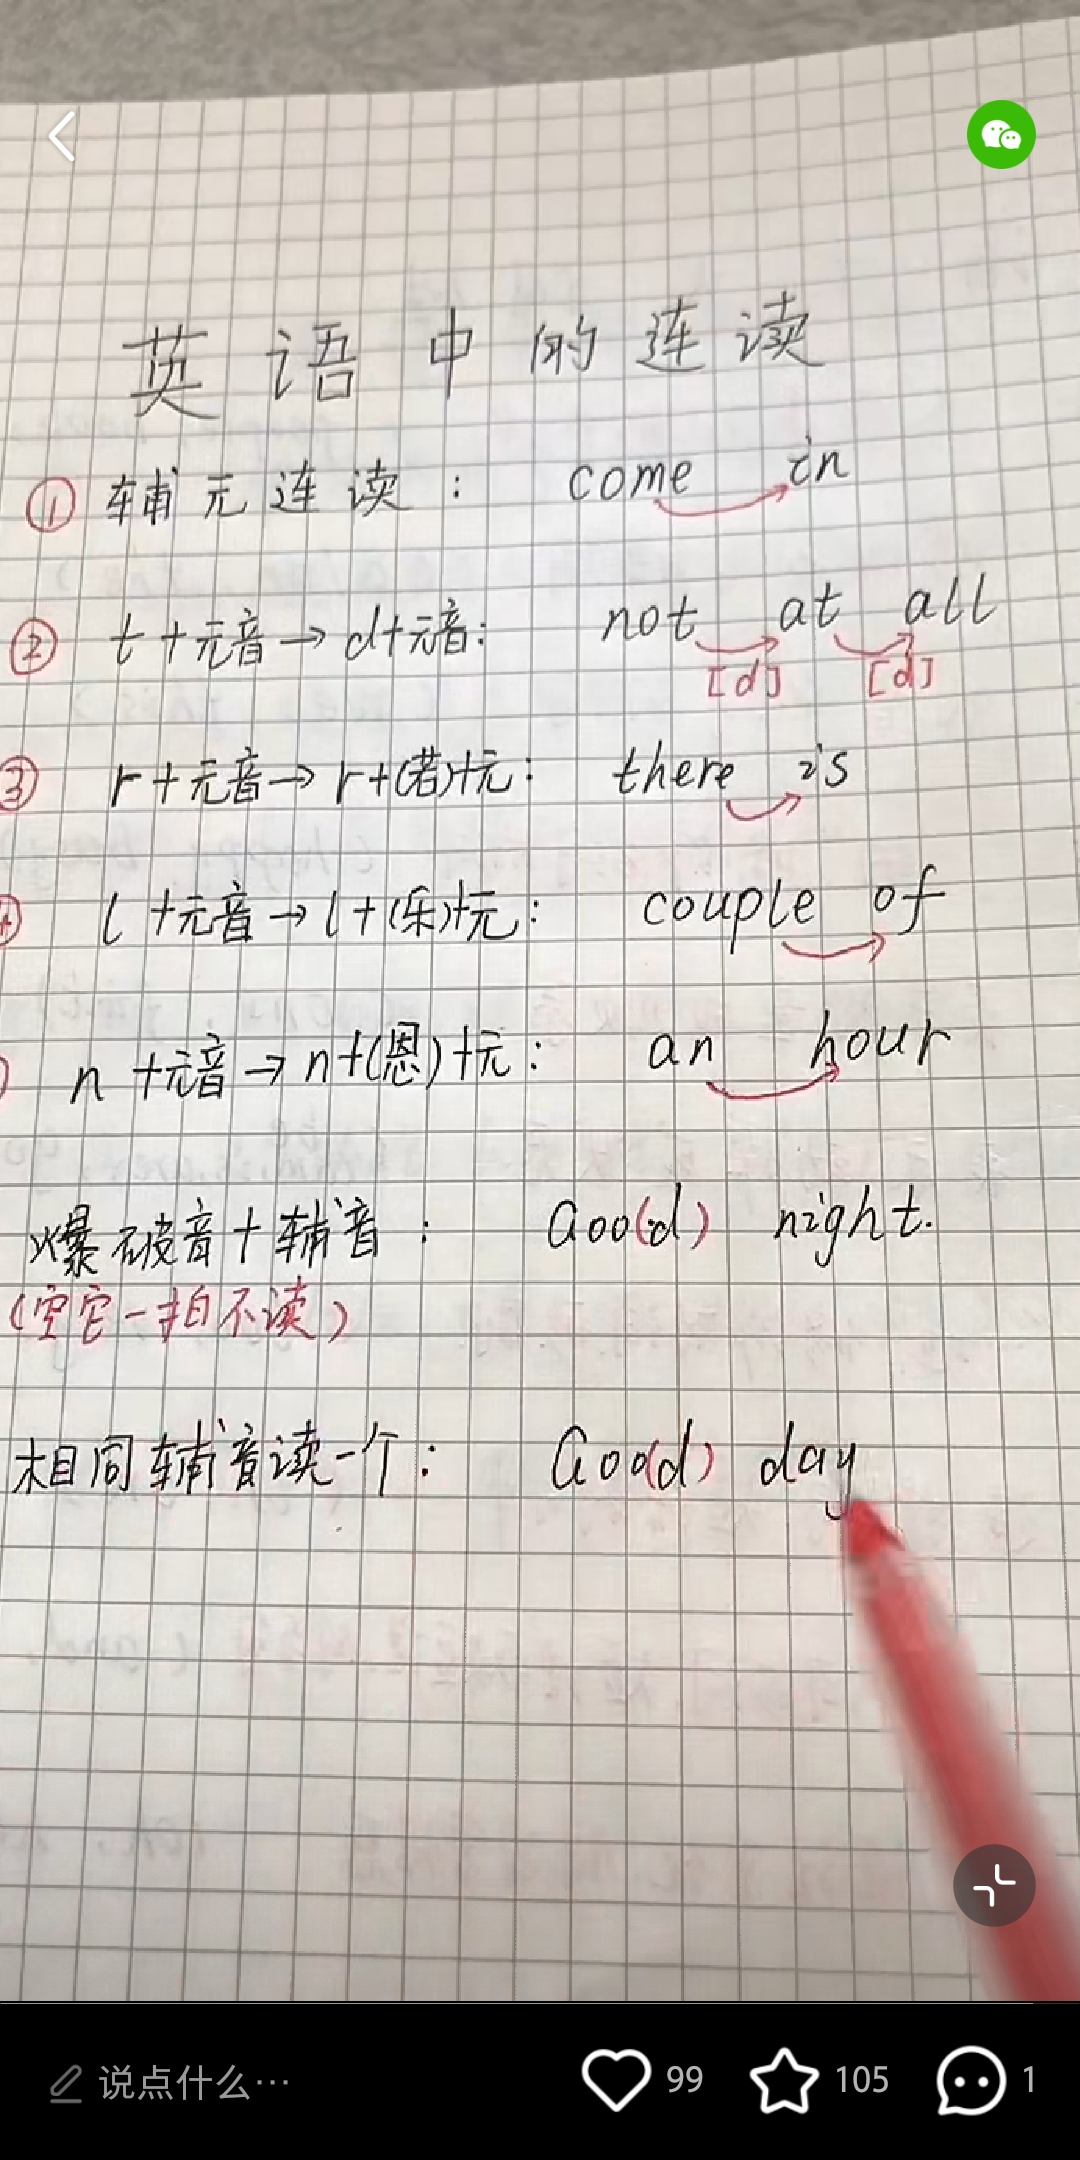 英语中的连读
① 辅元连读: come in
② t+元音→d+元音: not at all
[d] [d]
③ r+元音→r+(若)+元: there is
l+元音→l+(乐)+元: couple of
n+元音→n+(恩)+元: an hour
爆破音+辅音: Goo(d) night.
(空它一拍不读)
相同辅音读一个: Goo(d) day
说点什么… 99 105 1